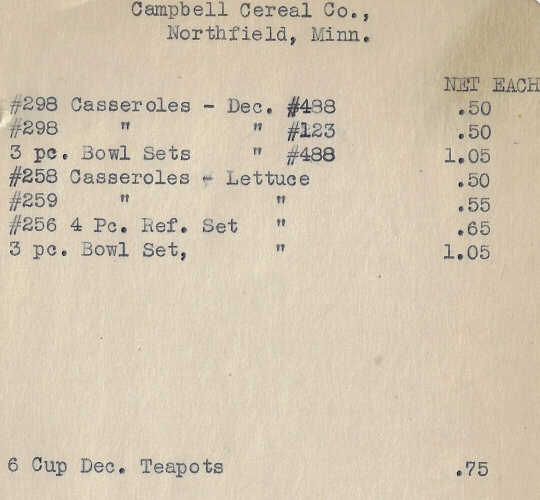 Campbell Cereal Co.,
Northfield, Minn.
NET EACH
#298 Casseroles - Dec. #488 .50
#298 " " #123 .50
3 pc. Bowl Sets " #488 1.05
#258 Casseroles - Lettuce .50
#259 " " .55
#256 4 Pc. Ref. Set " .65
3 pc. Bowl Set, " 1.05
6 Cup Dec. Teapots .75